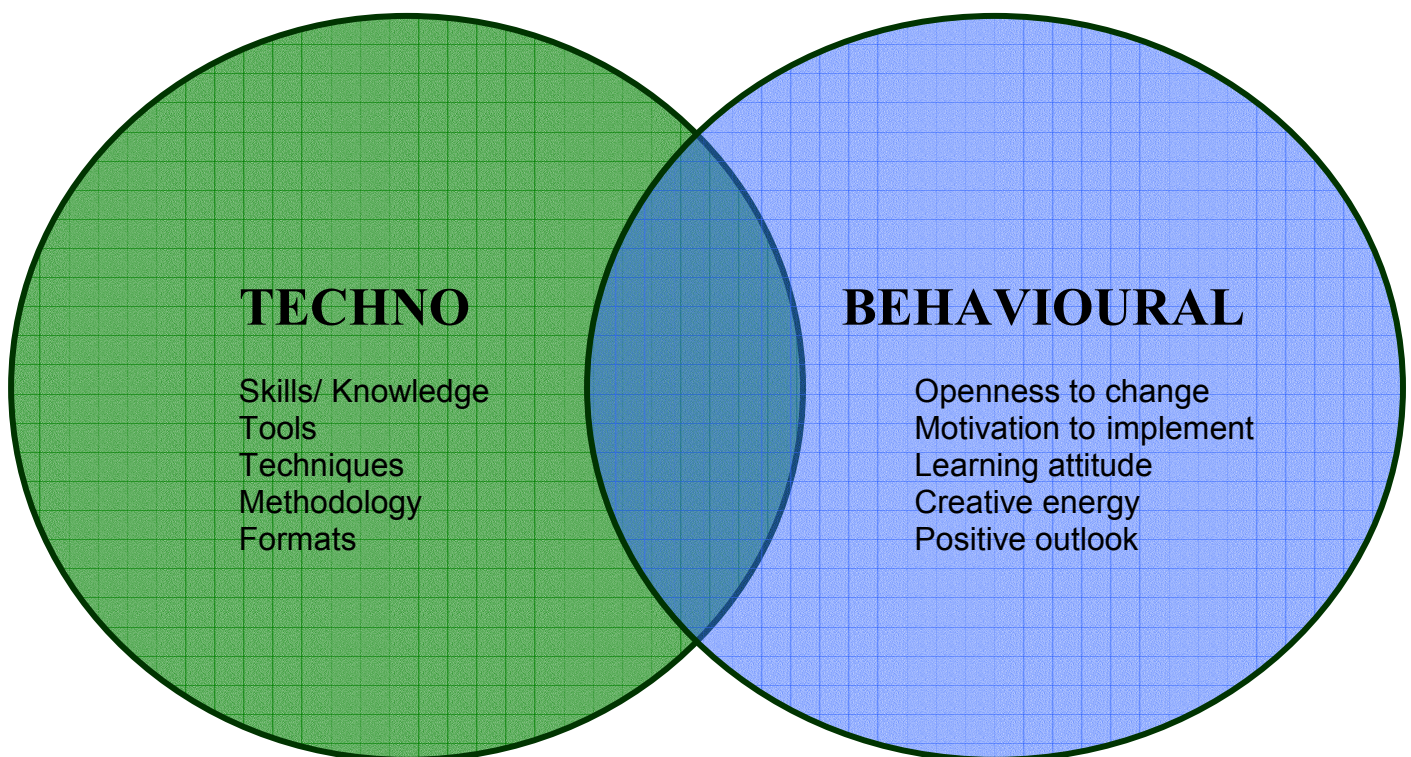 TECHNO
Skills/ Knowledge
Tools
Techniques
Methodology
Formats
BEHAVIOURAL
Openness to change
Motivation to implement
Learning attitude
Creative energy
Positive outlook